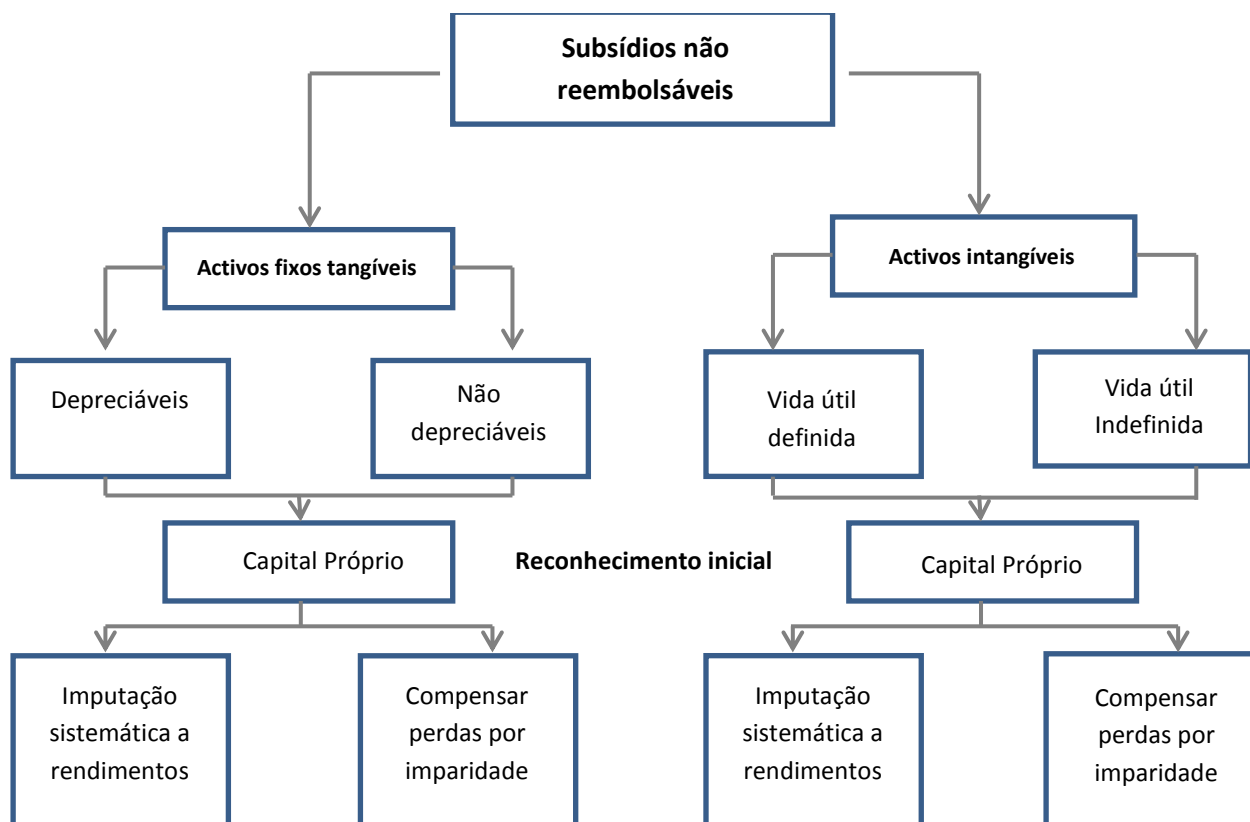 Subsídios não
reembolsáveis
Activos fixos tangíveis
Activos intangíveis
Depreciáveis
Não
depreciáveis
Vida útil
definida
Vida útil
Indefinida
Capital Próprio
Reconhecimento inicial
Capital Próprio
Imputação
sistemática a
rendimentos
Compensar
perdas por
imparidade
Imputação
sistemática a
rendimentos
Compensar
perdas por
imparidade